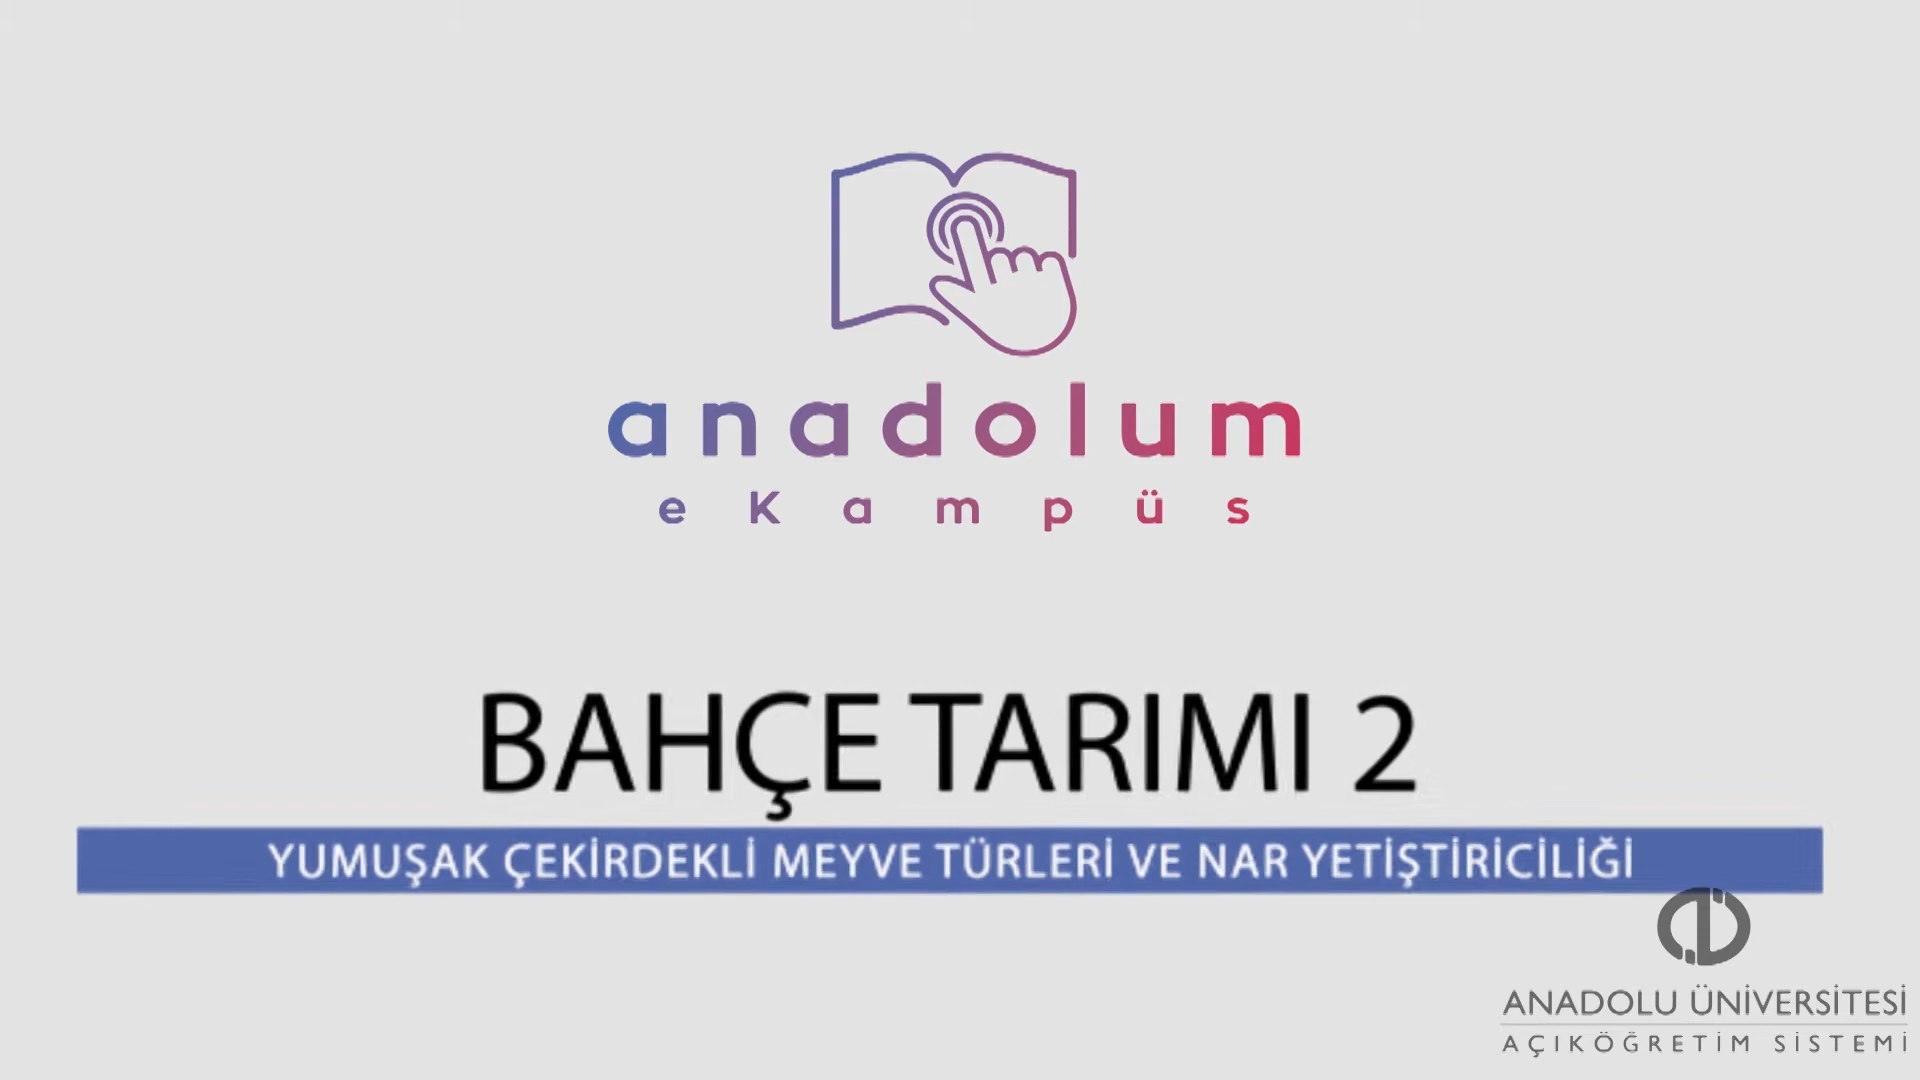 anadolum
eKampüs
BAHÇE TARIMI 2
YUMUŞAK ÇEKİRDEKLİ MEYVE TÜRLERİ VE NAR YETİŞTİRİCİLİĞİ
ANADOLU ÜNİVERSİTESİ
AÇIKÖĞRETİM SİSTEMİ